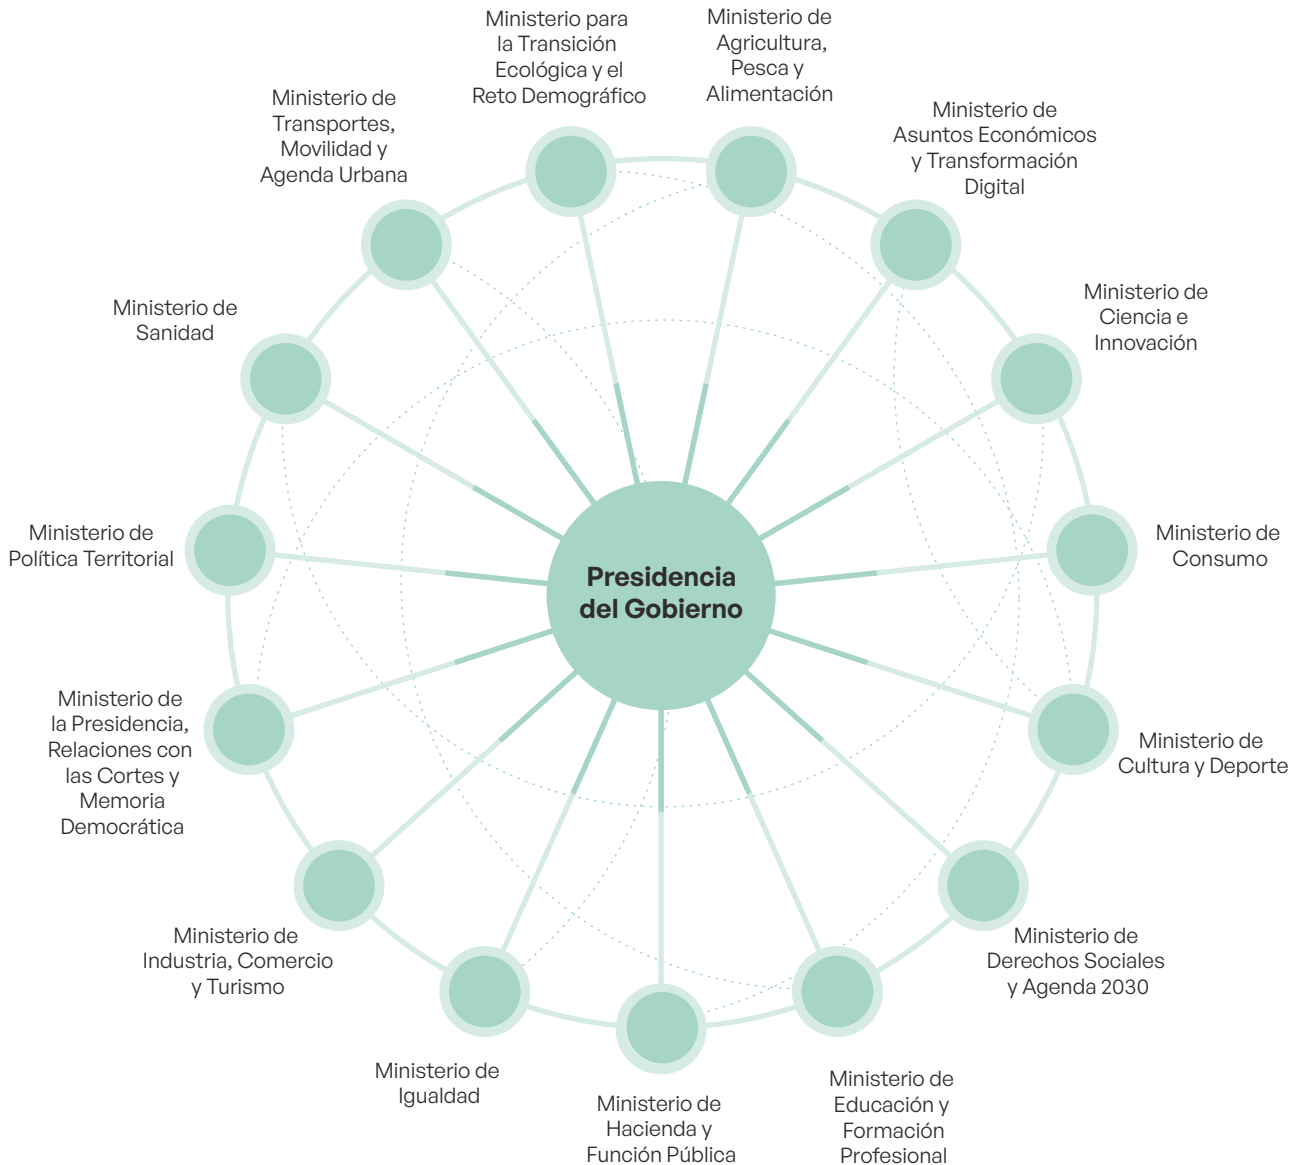 Ministerio para
la Transición
Ecológica y el
Reto Demográfico
Ministerio de
Agricultura,
Pesca y
Alimentación
Ministerio de
Asuntos Económicos
y Transformación
Digital
Ministerio de
Ciencia e
Innovación
Ministerio de
Consumo
Ministerio de
Cultura y Deporte
Ministerio de
Derechos Sociales
y Agenda 2030
Ministerio de
Educación y
Formación
Profesional
Ministerio de
Hacienda y
Función Pública
Ministerio de
Igualdad
Ministerio de
Industria, Comercio
y Turismo
Ministerio de
la Presidencia,
Relaciones con
las Cortes y
Memoria
Democrática
Ministerio de
Política Territorial
Ministerio de
Sanidad
Ministerio de
Transportes,
Movilidad y
Agenda Urbana
Presidencia
del Gobierno